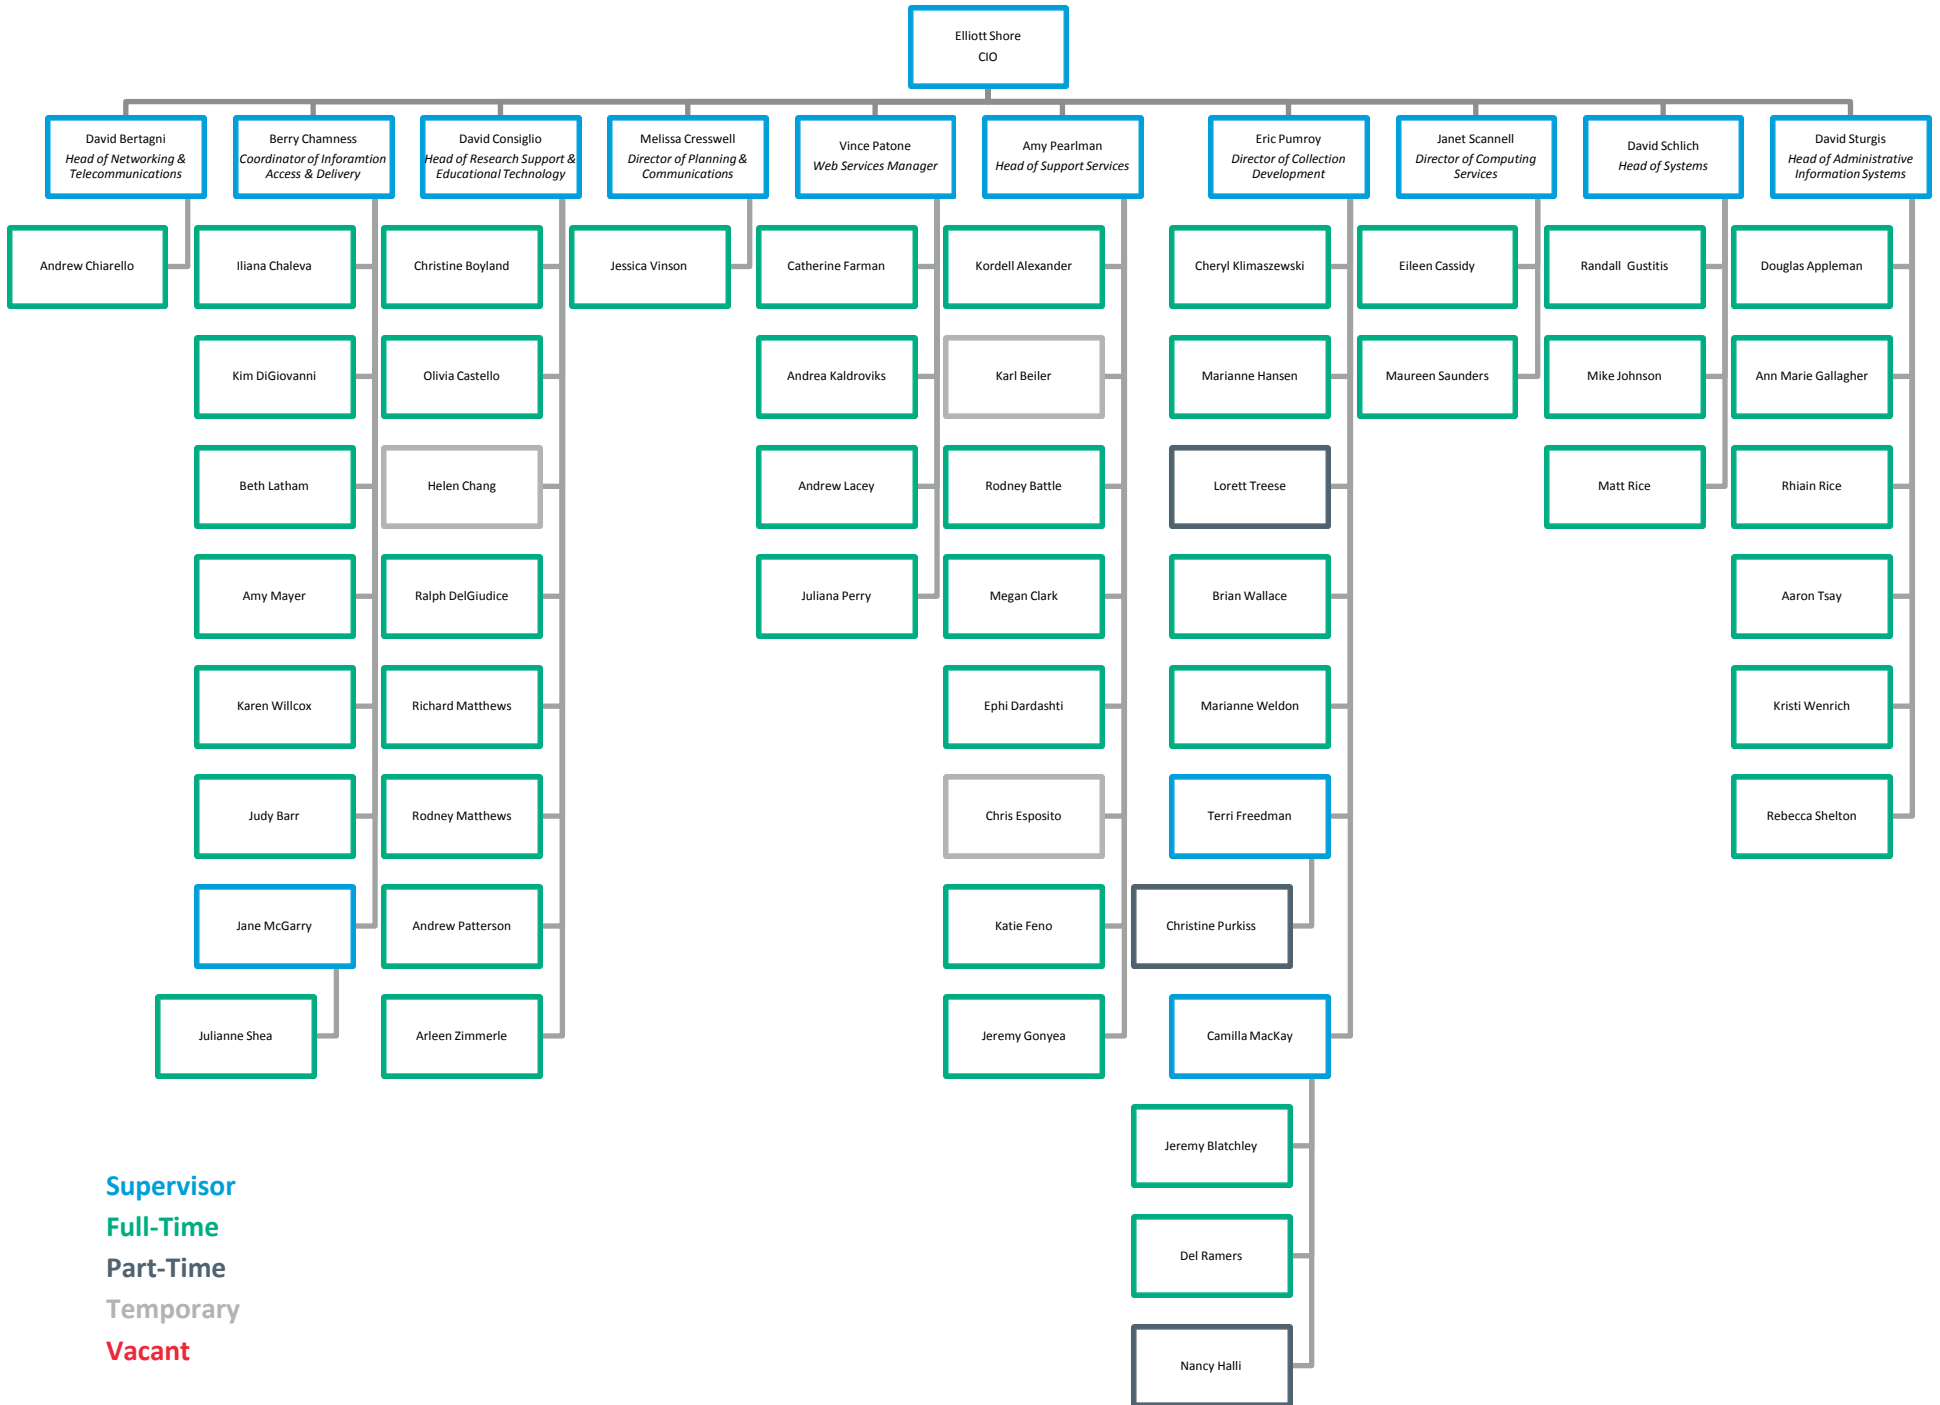 Elliott Shore
CIO
David Bertagni
Head of Networking &
Telecommunications
Berry Chamness
Coordinator of Inforamtion
Access & Delivery
David Consiglio
Head of Research Support &
Educational Technology
Melissa Cresswell
Director of Planning &
Communications
Vince Patone
Web Services Manager
Amy Pearlman
Head of Support Services
Eric Pumroy
Director of Collection
Development
Janet Scannell
Director of Computing
Services
David Schlich
Head of Systems
David Sturgis
Head of Administrative
Information Systems
Andrew Chiarello
Iliana Chaleva
Christine Boyland
Jessica Vinson
Catherine Farman
Kordell Alexander
Cheryl Klimaszewski
Eileen Cassidy
Randall  Gustitis
Douglas Appleman
Kim DiGiovanni
Olivia Castello
Andrea Kaldroviks
Karl Beiler
Marianne Hansen
Maureen Saunders
Mike Johnson
Ann Marie Gallagher
Beth Latham
Helen Chang
Andrew Lacey
Rodney Battle
Lorett Treese
Matt Rice
Rhiain Rice
Amy Mayer
Ralph DelGiudice
Juliana Perry
Megan Clark
Brian Wallace
Aaron Tsay
Karen Willcox
Richard Matthews
Ephi Dardashti
Marianne Weldon
Kristi Wenrich
Judy Barr
Rodney Matthews
Chris Esposito
Terri Freedman
Rebecca Shelton
Jane McGarry
Andrew Patterson
Katie Feno
Christine Purkiss
Julianne Shea
Arleen Zimmerle
Jeremy Gonyea
Camilla MacKay
Jeremy Blatchley
Del Ramers
Nancy Halli
Supervisor
Full-Time
Part-Time
Temporary
Vacant